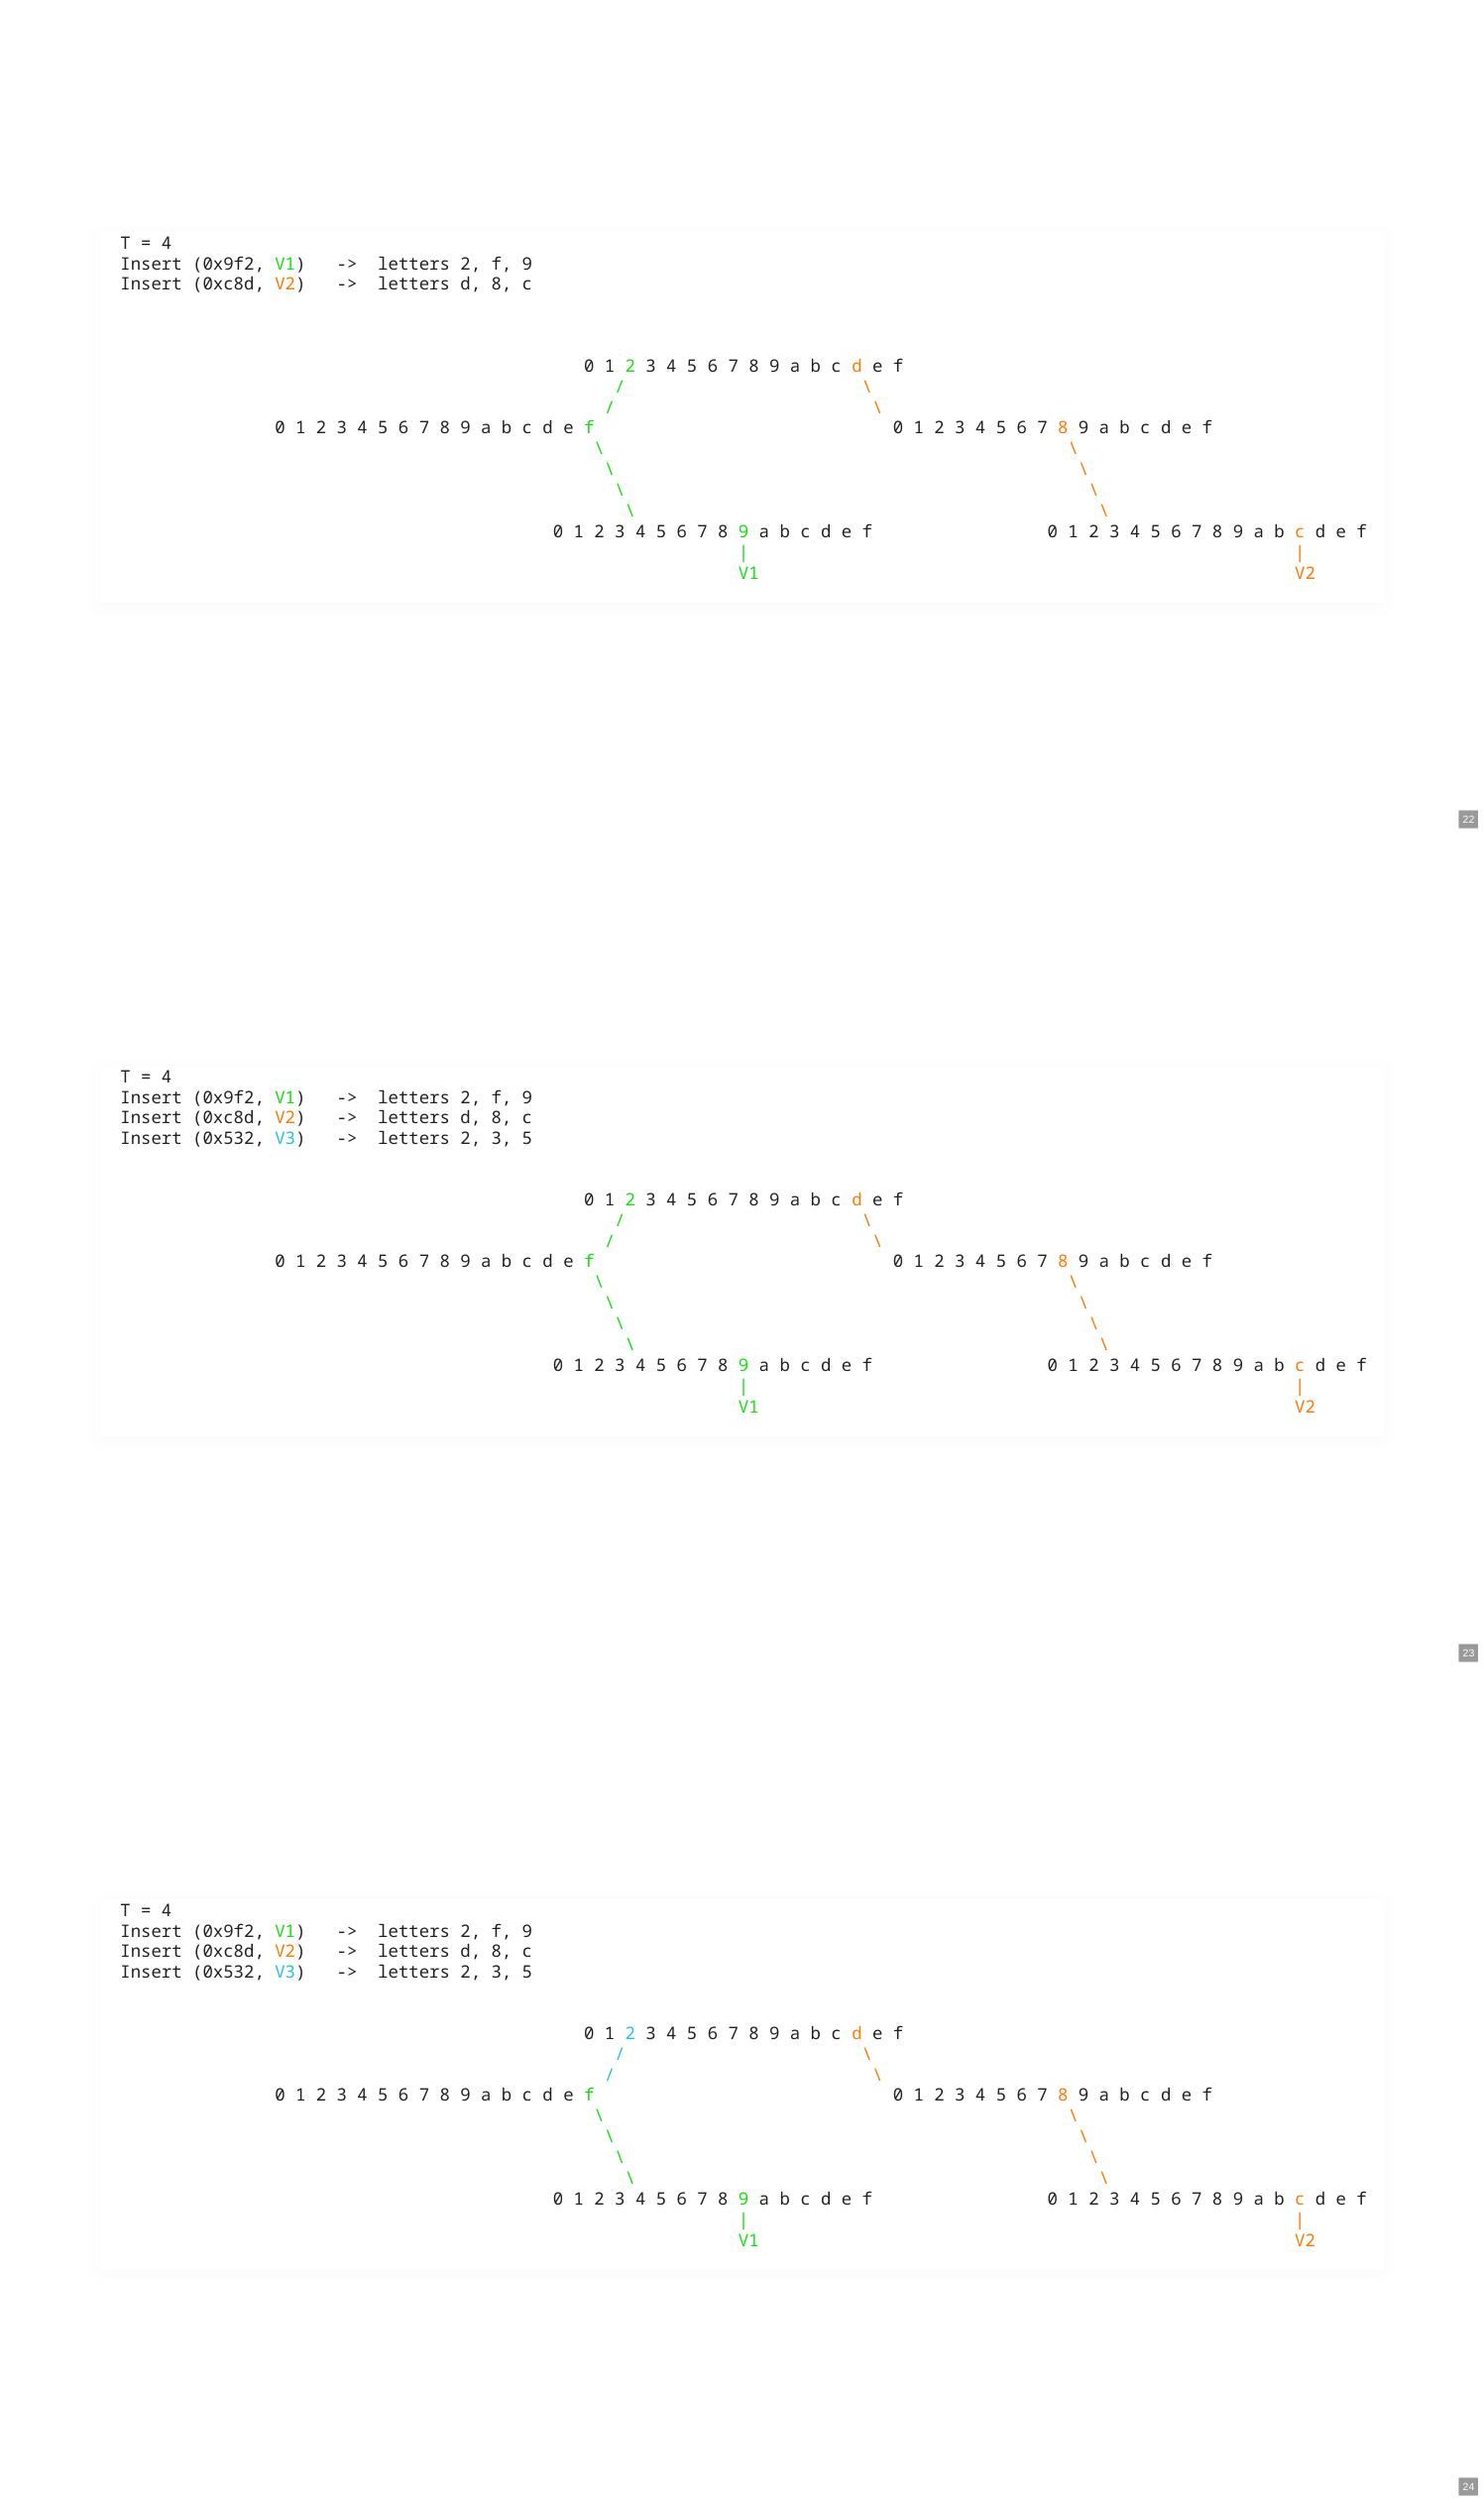 T = 4
Insert (0x9f2, V1)   ->  letters 2, f, 9
Insert (0xc8d, V2)   ->  letters d, 8, c
0 1 2 3 4 5 6 7 8 9 a b c d e f
/ \
/ \
0 1 2 3 4 5 6 7 8 9 a b c d e f 0 1 2 3 4 5 6 7 8 9 a b c d e f
\ \
\ \
\ \
\ \
0 1 2 3 4 5 6 7 8 9 a b c d e f 0 1 2 3 4 5 6 7 8 9 a b c d e f
| |
V1 V2
22
T = 4
Insert (0x9f2, V1)   ->  letters 2, f, 9
Insert (0xc8d, V2)   ->  letters d, 8, c
Insert (0x532, V3)   ->  letters 2, 3, 5
0 1 2 3 4 5 6 7 8 9 a b c d e f
/ \
/ \
0 1 2 3 4 5 6 7 8 9 a b c d e f 0 1 2 3 4 5 6 7 8 9 a b c d e f
\ \
\ \
\ \
\ \
0 1 2 3 4 5 6 7 8 9 a b c d e f 0 1 2 3 4 5 6 7 8 9 a b c d e f
| |
V1 V2
23
T = 4
Insert (0x9f2, V1)   ->  letters 2, f, 9
Insert (0xc8d, V2)   ->  letters d, 8, c
Insert (0x532, V3)   ->  letters 2, 3, 5
0 1 2 3 4 5 6 7 8 9 a b c d e f
/ \
/ \
0 1 2 3 4 5 6 7 8 9 a b c d e f 0 1 2 3 4 5 6 7 8 9 a b c d e f
\ \
\ \
\ \
\ \
0 1 2 3 4 5 6 7 8 9 a b c d e f 0 1 2 3 4 5 6 7 8 9 a b c d e f
| |
V1 V2
24